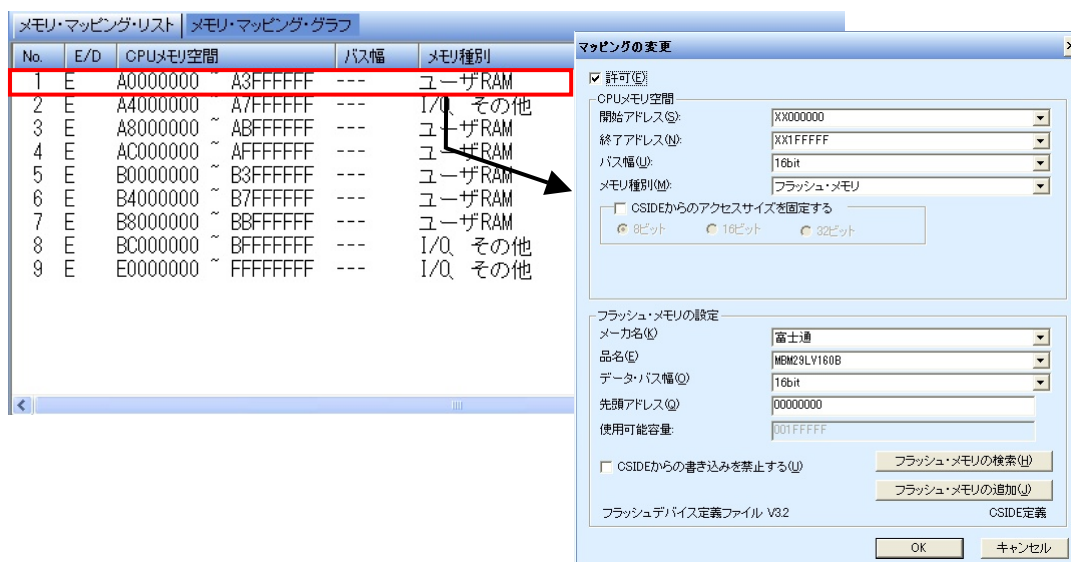 メモリ・マッピング・リスト メモリ・マッピング・グラフ
No. E/D CPUメモリ空間 バス幅 メモリ種別
1 E A0000000 ~ A3FFFFFF --- ユーザRAM
2 E A4000000 ~ A7FFFFFF --- I/O、その他
3 E A8000000 ~ ABFFFFFF --- ユーザRAM
4 E AC000000 ~ AFFFFFFF --- ユーザRAM
5 E B0000000 ~ B3FFFFFF --- ユーザRAM
6 E B4000000 ~ B7FFFFFF --- ユーザRAM
7 E B8000000 ~ BBFFFFFF --- ユーザRAM
8 E BC000000 ~ BFFFFFFF --- I/O、その他
9 E E0000000 ~ FFFFFFFF --- I/O、その他
マッピングの変更
許可(E)
CPUメモリ空間
開始アドレス(S): XX000000
終了アドレス(N): XX1FFFFF
バス幅(U): 16bit
メモリ種別(M): フラッシュ・メモリ
CSIDEからのアクセスサイズを固定する
8ビット 16ビット 32ビット
フラッシュ・メモリの設定
メーカ名(K) 富士通
品名(E) MBM29LV160B
データ・バス幅(O) 16bit
先頭アドレス(Q) 00000000
使用可能容量: 001FFFFF
CSIDEからの書き込みを禁止する(U) フラッシュ・メモリの検索(H)
フラッシュ・メモリの追加(J)
フラッシュデバイス定義ファイル V3.2 CSIDE定義
OK キャンセル